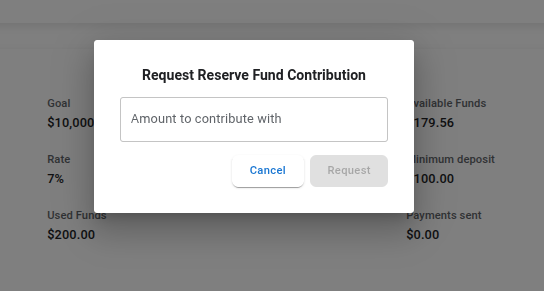 Request Reserve Fund Contribution
Goal
$10,000
Amount to contribute with
vailable Funds
179.56
Rate
7%
Cancel
Request
inimum deposit
100.00
Used Funds
$200.00
Payments sent
$0.00